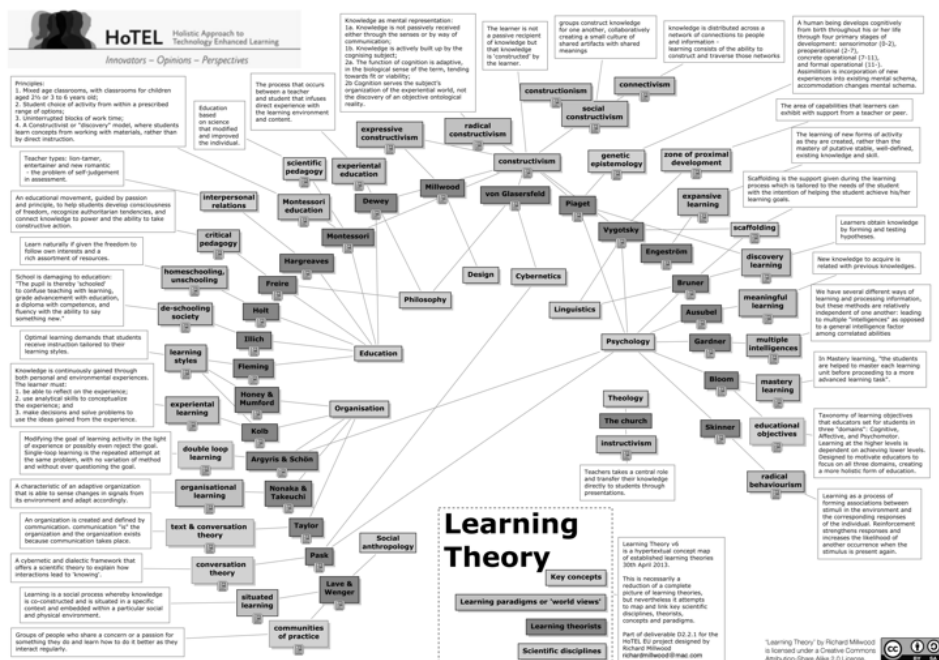 HoTEL
Holistic Approach to
Technology Enhanced Learning
Innovators – Opinions – Perspectives
Knowledge as mental representation:
1a. Knowledge is not passively received
either through the senses or by way of
communication;
1b. Knowledge is actively built up by the
cognising subject;
2a. the function of cognition is adaptive,
in the biological sense of the term, tending
towards fit or viability;
2b Cognition serves the subject's
organization of the experiential world, not
the discovery of an objective ontological
reality.
The learner is not
a passive recipient
of knowledge but
that knowledge
is 'constructed' by
the learner.
groups construct knowledge
for one another, collaboratively
creating a small culture of
shared artifacts with shared
meanings
knowledge is distributed across a
network of connections to people
and information -
learning consists of the ability to
construct and traverse those networks
A human being develops cognitively
from birth throughout his or her life
through four primary stages of
development: sensorimotor (0-2),
preoperational (2-7),
concrete operational (7-11),
and formal operational (11-).
Assimilation is incorporation of new
experiences into existing mental schema,
accommodation changes mental schema.
Principles:
1. Mixed age classrooms, with classrooms for children
aged 2½ or 3 to 6 years old;
2. Student choice of activity from within a prescribed
range of options;
3. Uninterrupted blocks of work time;
4. A Constructivist or "discovery" model, where students
learn concepts from working with materials, rather than
by direct instruction.
Education
based
on
science
that modified
and improved
the individual.
The process that occurs
between a teacher
and student that infuses
direct experience with
the learning environment
and content.
constructionism
connectivism
social
constructivism
The area of capabilities that learners can
exhibit with support from a teacher or peer.
expressive
constructivism
radical
constructivism
The learning of new forms of activity
as they are created, rather than the
mastery of putative stable, well-defined,
existing knowledge and skill.
Teacher types: lion-tamer,
entertainer and new romantic
- the problem of self-judgement
in assessment.
scientific
pedagogy
experiential
education
constructivism
genetic
epistemology
zone of proximal
development
Scaffolding is the support given during the learning
process which is tailored to the needs of the student
with the intention of helping the student achieve his/her
learning goals.
An educational movement, guided by passion
and principle, to help students develop consciousness
of freedom, recognize authoritarian tendencies, and
connect knowledge to power and the ability to take
constructive action.
interpersonal
relations
Montessori
education
Dewey
Millwood
von Glasersfeld
Piaget
expansive
learning
critical
pedagogy
Montessori
Vygotsky
scaffolding
Learners obtain knowledge
by forming and testing
hypotheses.
Learn naturally if given the freedom to
follow own interests and a
rich assortment of resources.
Hargreaves
Engeström
discovery
learning
New knowledge to acquire is
related with previous knowledges.
School is damaging to education:
"The pupil is thereby 'schooled'
to confuse teaching with learning,
grade advancement with education,
a diploma with competence, and
fluency with the ability to say
something new."
homeschooling,
unschooling
Freire
Philosophy
Design
Cybernetics
Bruner
meaningful
learning
We have several different ways of
learning and processing information,
but these methods are relatively
independent of one another: leading
to multiple "intelligences" as opposed
to a general intelligence factor
among correlated abilities
de-schooling
society
Holt
Linguistics
Ausubel
Optimal learning demands that students
receive instruction tailored to their
learning styles.
Illich
Education
Psychology
Gardner
multiple
intelligences
learning
styles
Fleming
In Mastery learning, "the students
are helped to master each learning
unit before proceeding to a more
advanced learning task".
Knowledge is continuously gained through
both personal and environmental experiences.
The learner must:
1. be able to reflect on the experience;
2. use analytical skills to conceptualize
the experience; and
3. make decisions and solve problems to
use the ideas gained from the experience.
Honey &
Mumford
Bloom
mastery
learning
experiential
learning
Kolb
Organisation
Theology
The church
instructivism
Skinner
educational
objectives
Taxonomy of learning objectives
that educators set for students in
three "domains": Cognitive,
Affective, and Psychomotor.
Learning at the higher levels is
dependent on achieving lower levels.
Designed to motivate educators to
focus on all three domains, creating
a more holistic form of education.
Modifying the goal of learning activity in the light
of experience or possibly even reject the goal.
Single-loop learning is the repeated attempt at
the same problem, with no variation of method
and without ever questioning the goal.
double loop
learning
Argyris & Schön
Teachers takes a central role
and transfer their knowledge
directly to students through
presentations.
radical
behaviourism
A characteristic of an adaptive organization
that is able to sense changes in signals from
its environment and adapt accordingly.
organisational
learning
Nonaka &
Takeuchi
Learning as a process of
forming associations between
stimuli in the environment and
the corresponding responses
of the individual. Reinforcement
strengthens responses and
increases the likelihood of
another occurrence when the
stimulus is present again.
An organization is created and defined by
communication. communication "is" the
organization and the organization exists
because communication takes place.
text & conversation
theory
Taylor
Social
anthropology
A cybernetic and dialectic framework that
offers a scientific theory to explain how
interactions lead to 'knowing'.
conversation
theory
Pask
Learning is a social process whereby knowledge
is co-constructed and is situated in a specific
context and embedded within a particular social
and physical environment.
situated
learning
Lave &
Wenger
Groups of people who share a concern or a passion for
something they do and learn how to do it better as they
interact regularly.
communities
of practice
Learning
Theory
Key concepts
Learning paradigms or 'world views'
Learning theorists
Scientific disciplines
Learning Theory v6
is a hypertextual concept map
of established learning theories
30th April 2013.
This is necessarily a
reduction of a complete
picture of learning theories,
but nevertheless it attempts
to map and link key scientific
disciplines, theorists,
concepts and paradigms.
Part of deliverable D2.2.1 for the
HoTEL EU project designed by
Richard Millwood
richardmillwood@mac.com
'Learning Theory' by Richard Millwood
is licensed under a Creative Commons